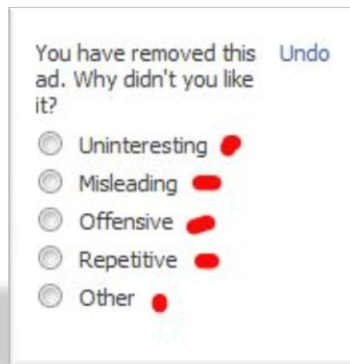 You have removed this Undo
ad. Why didn't you like
it?
Uninteresting
Misleading
Offensive
Repetitive
Other